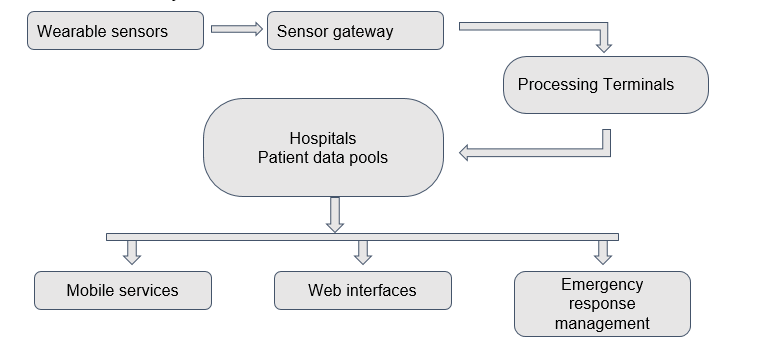 Wearable sensors
Sensor gateway
Processing Terminals
Hospitals
Patient data pools
Mobile services
Web interfaces
Emergency
response
management